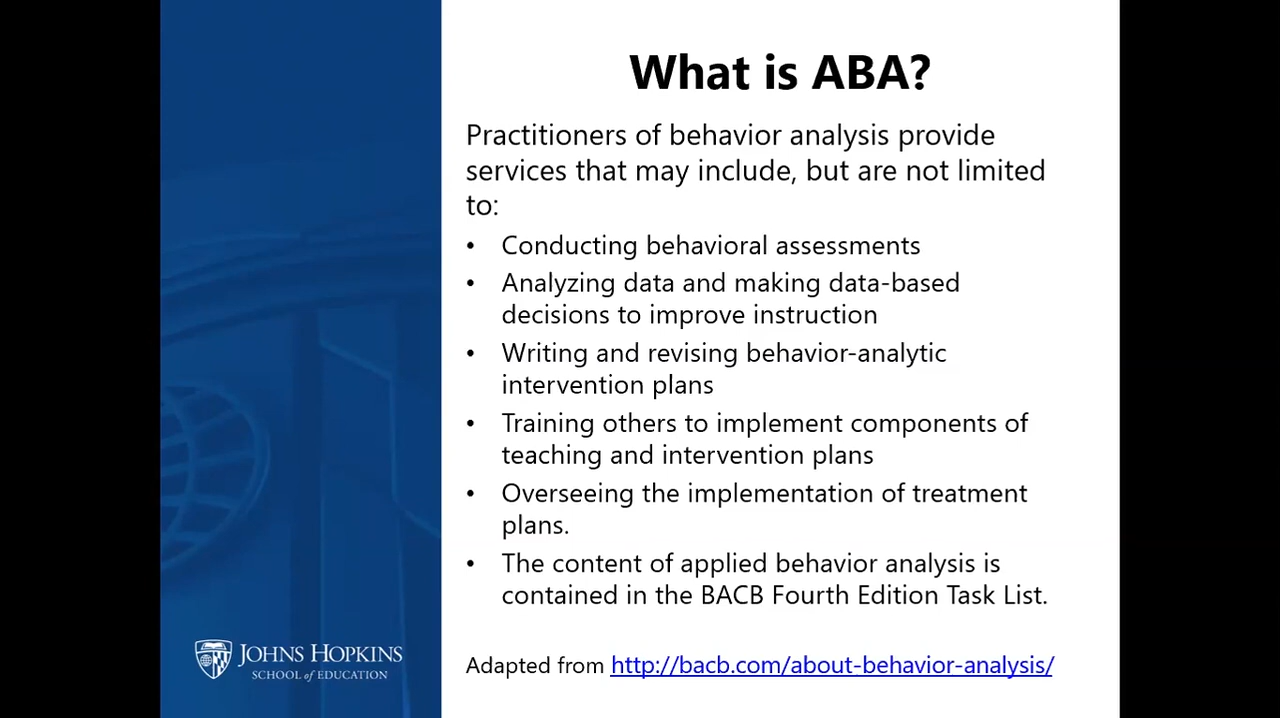 What is ABA?
Practitioners of behavior analysis provide
services that may include, but are not limited
to:
• Conducting behavioral assessments
• Analyzing data and making data-based
decisions to improve instruction
• Writing and revising behavior-analytic
intervention plans
• Training others to implement components of
teaching and intervention plans
• Overseeing the implementation of treatment
plans.
• The content of applied behavior analysis is
contained in the BACB Fourth Edition Task List.
Adapted from http://bacb.com/about-behavior-analysis/
JOHNS HOPKINS
SCHOOL of EDUCATION